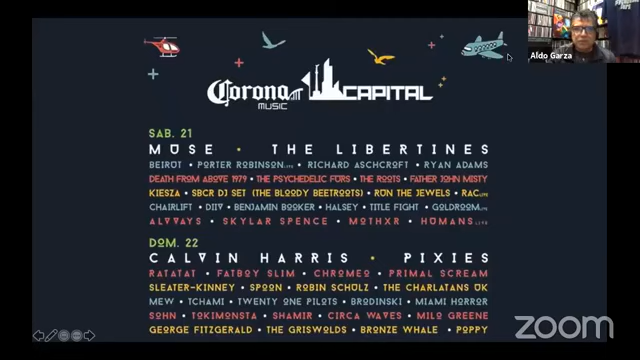 Aldo Garza
Corona CAPITAL
MUSIC
SAB. 21
MUSE • THE LIBERTINES
BEIRUT • PORTER ROBINSON LIVE • RICHARD ASHCROFT • RYAN ADAMS
DEATH FROM ABOVE 1979 • THE PSYCHEDELIC FURS • THE ROOTS • FATHER JOHN MISTY
KIESZA • SBCR DJ SET (THE BLOODY BEETROOTS) • RUN THE JEWELS • RAC LIVE
CHAIRLIFT • DIIV • BENJAMIN BOOKER • HALSEY • TITLE FIGHT • GOLDROOM LIVE
ALVVAYS • SKYLAR SPENCE • MOTHXR • HUMANS LIVE
DOM. 22
CALVIN HARRIS • PIXIES
RATATAT • FATBOY SLIM • CHROMEO • PRIMAL SCREAM
SLEATER-KINNEY • SPOON • ROBIN SCHULZ • THE CHARLATANS UK
MEW • TCHAMI • TWENTY ONE PILOTS • BRODINSKI • MIAMI HORROR
SOHN • TOKIMONSTA • SHAMIR • CIRCA WAVES • MILO GREENE
GEORGE FITZGERALD • THE GRISWOLDS • BRONZE WHALE • POPPY
zoom